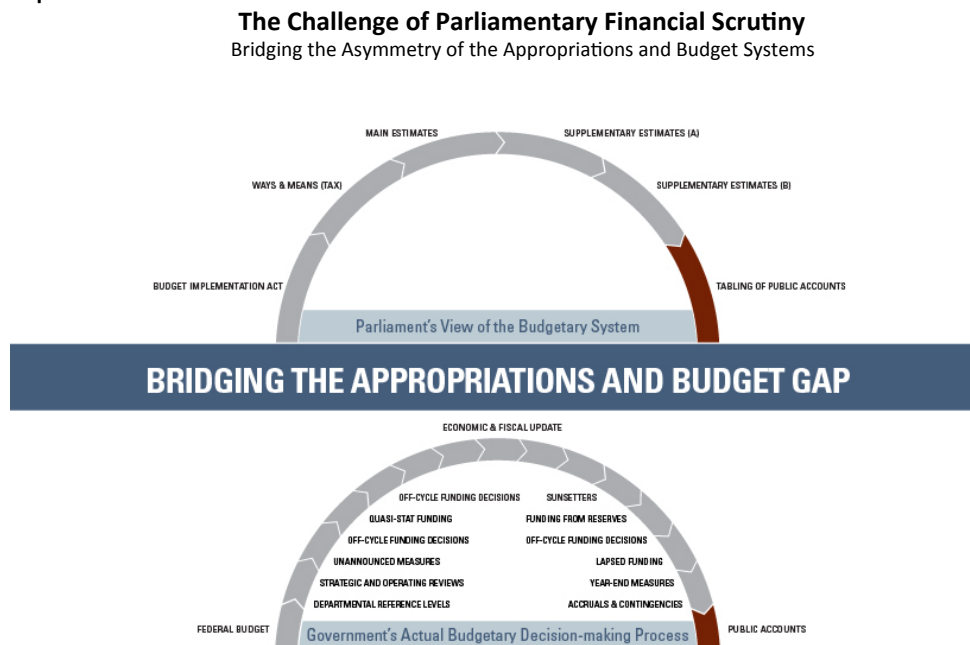 The Challenge of Parliamentary Financial Scrutiny
Bridging the Asymmetry of the Appropriations and Budget Systems
MAIN ESTIMATES
SUPPLEMENTARY ESTIMATES (A)
WAYS & MEANS (TAX)
SUPPLEMENTARY ESTIMATES (B)
BUDGET IMPLEMENTATION ACT
TABLING OF PUBLIC ACCOUNTS
Parliament's View of the Budgetary System
BRIDGING THE APPROPRIATIONS AND BUDGET GAP
ECONOMIC & FISCAL UPDATE
OFF-CYCLE FUNDING DECISIONS
SUNSETTERS
QUASI-STAT FUNDING
FUNDING FROM RESERVES
OFF-CYCLE FUNDING DECISIONS
OFF-CYCLE FUNDING DECISIONS
UNANNOUNCED MEASURES
LAPSED FUNDING
STRATEGIC AND OPERATING REVIEWS
YEAR-END MEASURES
DEPARTMENTAL REFERENCE LEVELS
ACCRUALS & CONTINGENCIES
FEDERAL BUDGET
PUBLIC ACCOUNTS
Government's Actual Budgetary Decision-making Process